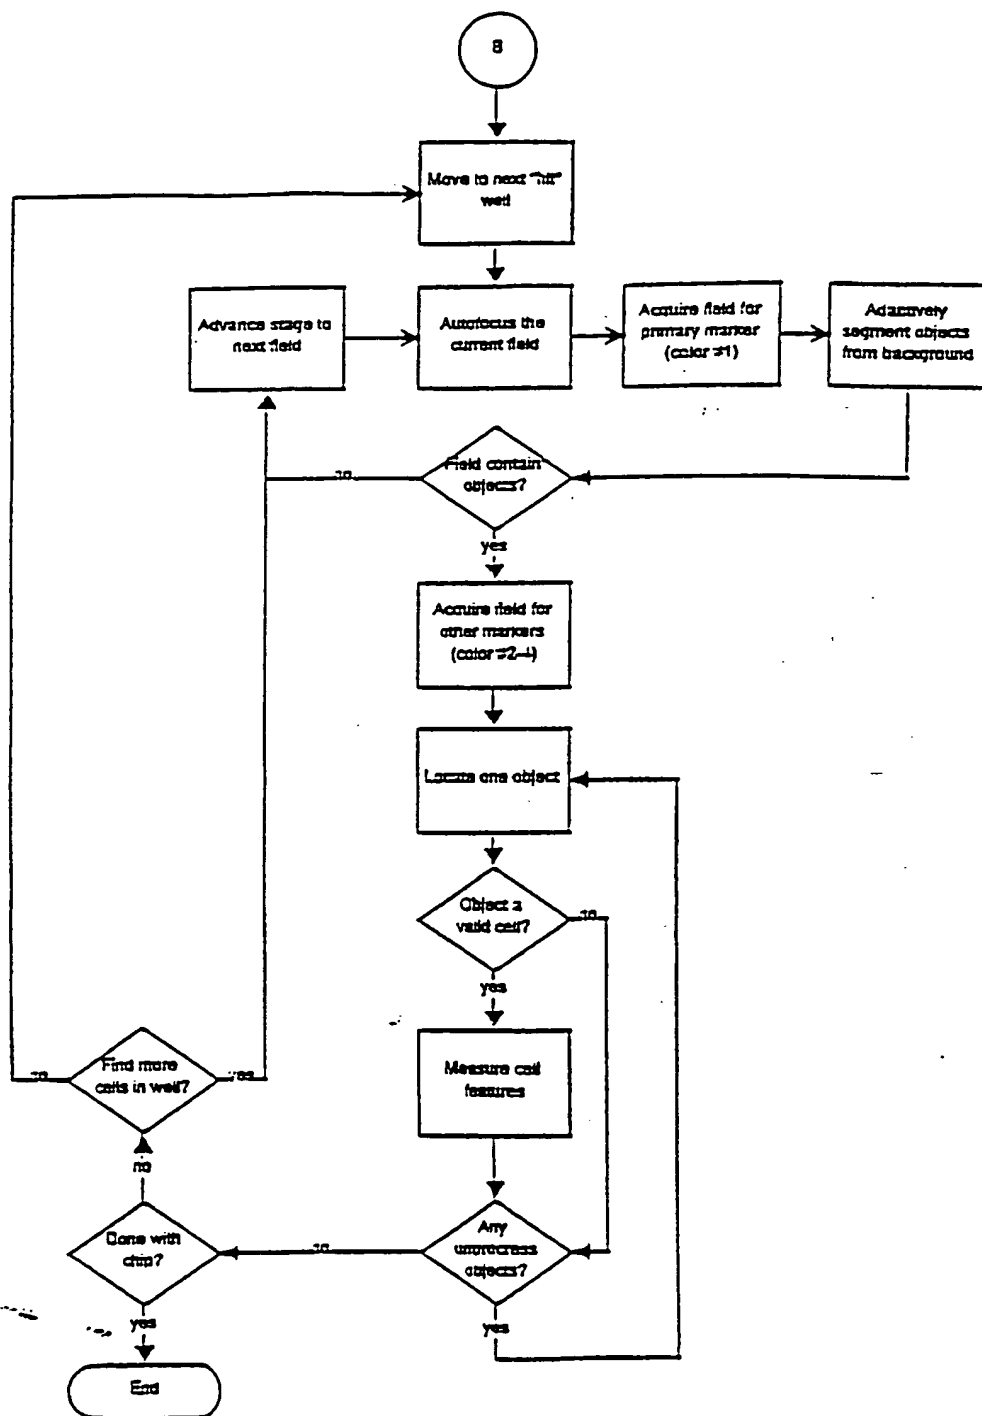 B
Move to next "hit"
well
Advance stage to
next field
Autofocus the
current field
Acquire field for
primary marker
(color #1)
Adaptively
segment objects
from background
Field contain
objects?
no
yes
Acquire field for
other markers
(color #2-4)
Locate one object
Object a
valid cell?
no
yes
Measure cell
features
Find more
cells in well?
no
yes
no
Done with
chip?
no
Any
unprocess
objects?
yes
yes
End